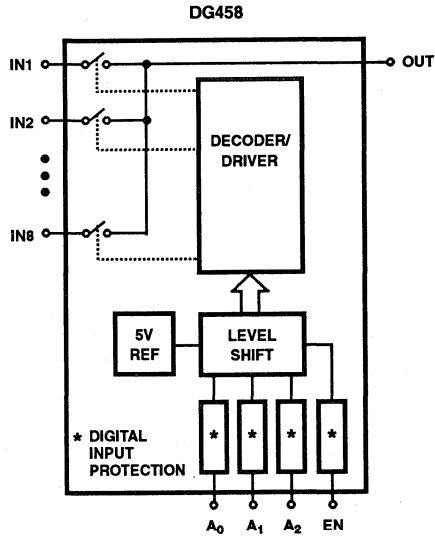 DG458
IN1
OUT
IN2
DECODER/
DRIVER
IN8
5V
REF
LEVEL
SHIFT
* * * *
* DIGITAL
INPUT
PROTECTION
A0 A1 A2 EN